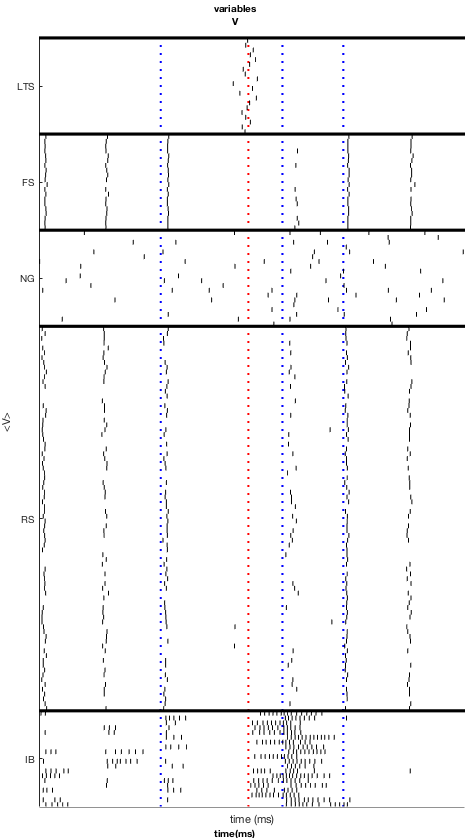 variables
V
LTS
FS
NG
<V>
RS
IB
time (ms)
time(ms)